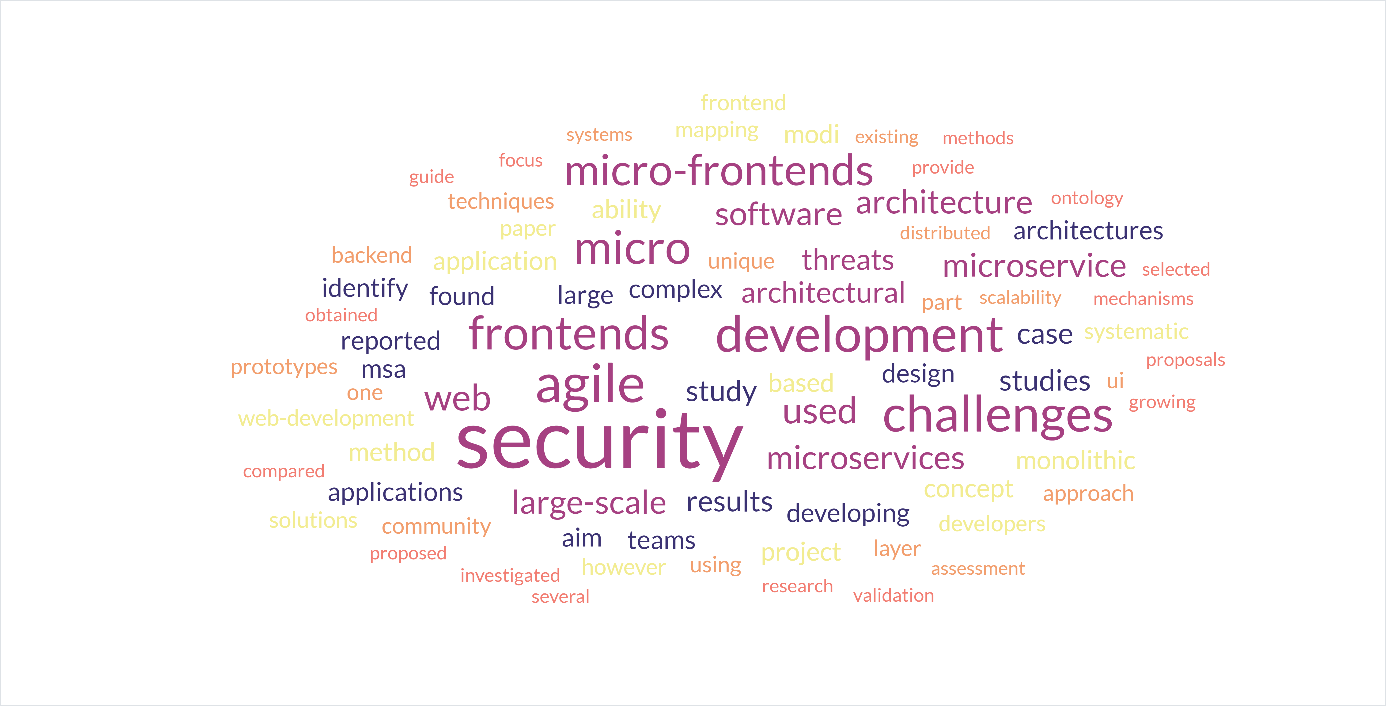 frontend
systems mapping modi existing methods
focus micro-frontends provide
guide
techniques ability software architecture ontology
paper distributed architectures
backend application micro unique threats microservice selected
identify found large complex architectural part scalability mechanisms
obtained
reported frontends development case systematic
prototypes msa agile study based design studies ui proposals
one web used challenges growing
web-development
method security microservices monolithic
compared
applications large-scale results developing concept approach
solutions community developers
proposed aim teams project layer
investigated however using research assessment
several validation